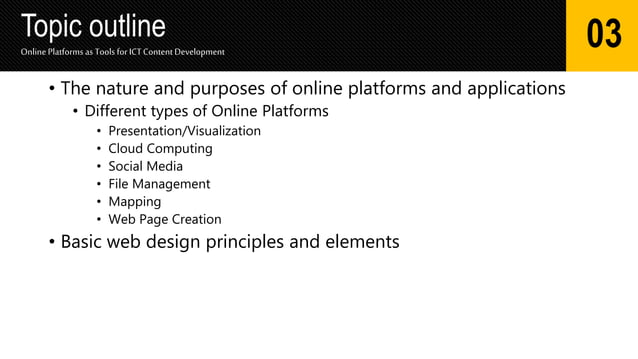 Topic outline
Online Platforms as Tools for ICT Content Development
03
• The nature and purposes of online platforms and applications
• Different types of Online Platforms
• Presentation/Visualization
• Cloud Computing
• Social Media
• File Management
• Mapping
• Web Page Creation
• Basic web design principles and elements